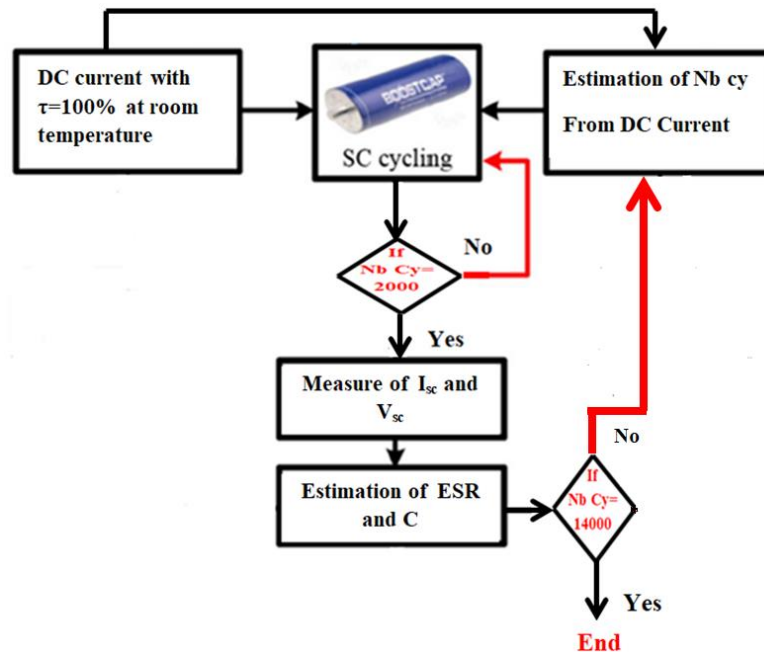 DC current with
τ=100% at room
temperature
BOOSTCAP
SC cycling
Estimation of Nb cy
From DC Current
If
Nb Cy=
2000
No
Yes
Measure of Isc and
Vsc
Estimation of ESR
and C
If
Nb Cy=
14000
No
Yes
End